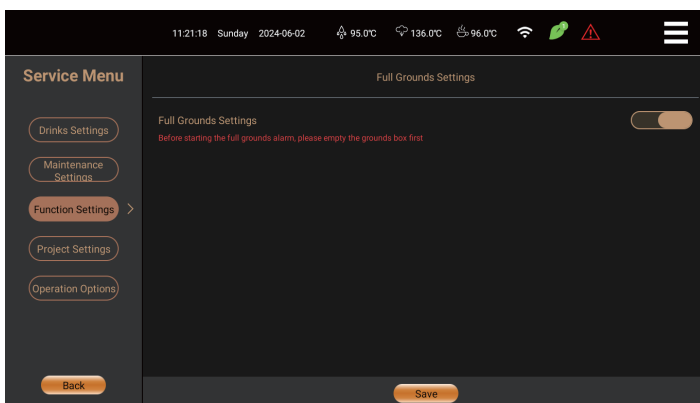 11:21:18 Sunday 2024-06-02 95.0℃ 136.0℃ 96.0℃ 1
Service Menu
Full Grounds Settings
Drinks Settings
Maintenance
Settings
Function Settings >
Project Settings
Operation Options
Full Grounds Settings
Before starting the full grounds alarm, please empty the grounds box first
Back
Save